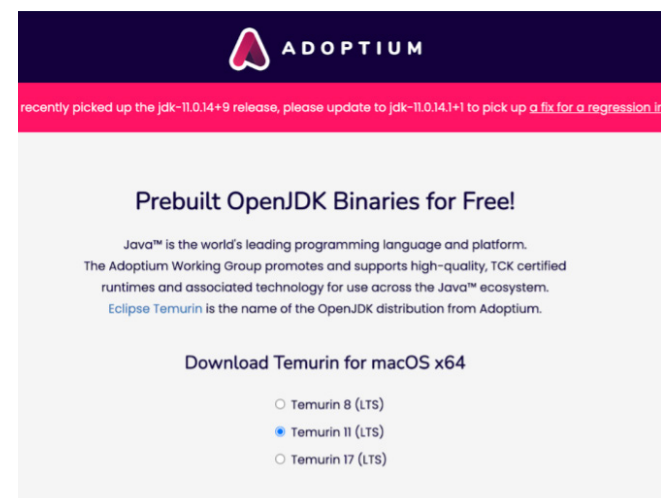 ADOPTIUM
recently picked up the jdk-11.0.14+9 release, please update to jdk-11.0.14.1+1 to pick up a fix for a regression in
Prebuilt OpenJDK Binaries for Free!
Java™ is the world's leading programming language and platform.
The Adoptium Working Group promotes and supports high-quality, TCK certified
runtimes and associated technology for use across the Java™ ecosystem.
Eclipse Temurin is the name of the OpenJDK distribution from Adoptium.
Download Temurin for macOS x64
Temurin 8 (LTS)
Temurin 11 (LTS)
Temurin 17 (LTS)